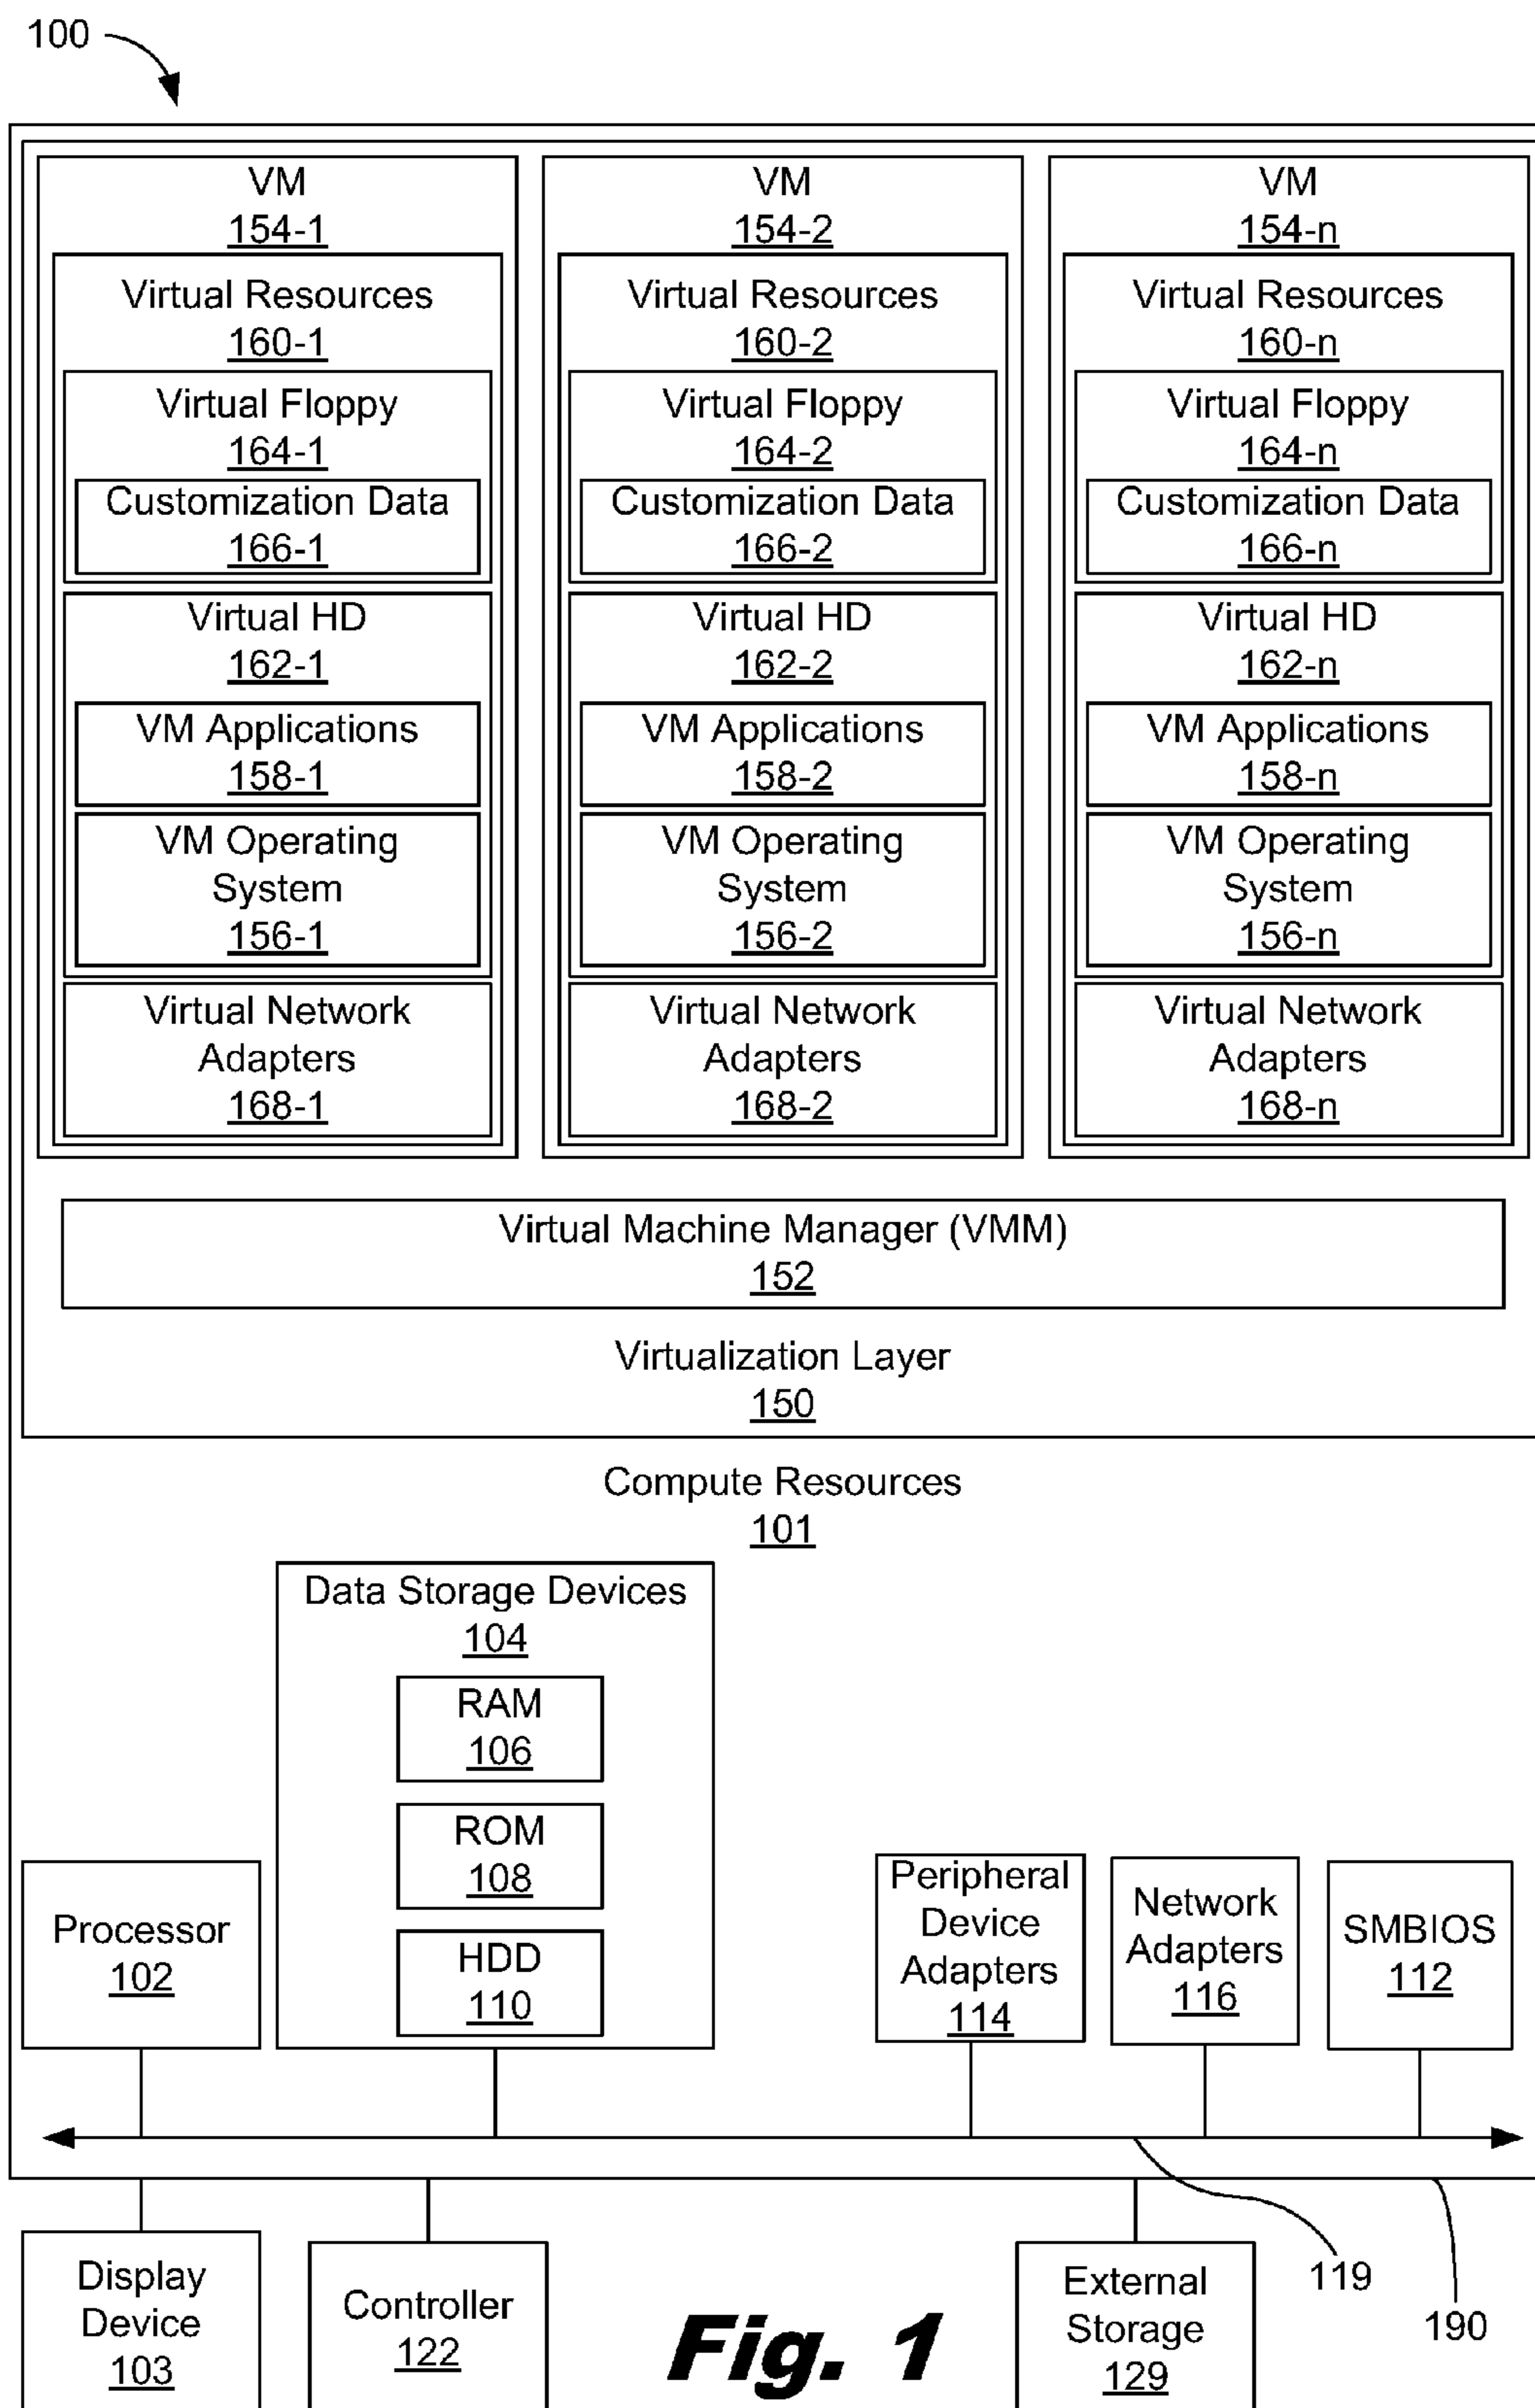 100
VM
154-1
Virtual Resources
160-1
Virtual Floppy
164-1
Customization Data
166-1
Virtual HD
162-1
VM Applications
158-1
VM Operating
System
156-1
Virtual Network
Adapters
168-1
VM
154-2
Virtual Resources
160-2
Virtual Floppy
164-2
Customization Data
166-2
Virtual HD
162-2
VM Applications
158-2
VM Operating
System
156-2
Virtual Network
Adapters
168-2
VM
154-n
Virtual Resources
160-n
Virtual Floppy
164-n
Customization Data
166-n
Virtual HD
162-n
VM Applications
158-n
VM Operating
System
156-n
Virtual Network
Adapters
168-n
Virtual Machine Manager (VMM)
152
Virtualization Layer
150
Compute Resources
101
Data Storage Devices
104
RAM
106
ROM
108
HDD
110
Processor
102
Peripheral
Device
Adapters
114
Network
Adapters
116
SMBIOS
112
Display
Device
103
Controller
122
Fig. 1
External
Storage
129
119
190